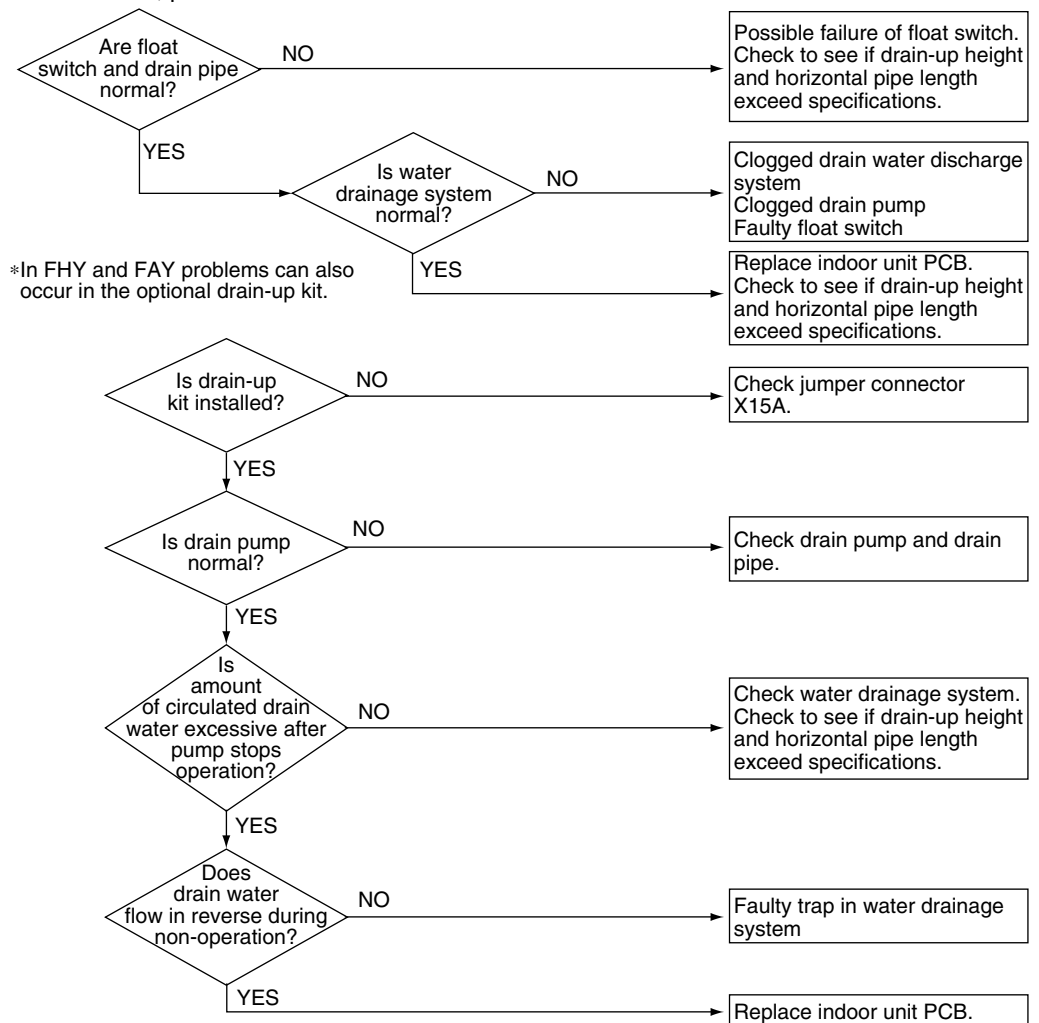 Are float
switch and drain pipe
normal?
NO
Possible failure of float switch.
Check to see if drain-up height
and horizontal pipe length
exceed specifications.
YES
Is water
drainage system
normal?
NO
Clogged drain water discharge
system
Clogged drain pump
Faulty float switch
YES
Replace indoor unit PCB.
Check to see if drain-up height
and horizontal pipe length
exceed specifications.
*In FHY and FAY problems can also
occur in the optional drain-up kit.
Is drain-up
kit installed?
NO
Check jumper connector
X15A.
YES
Is drain pump
normal?
NO
Check drain pump and drain
pipe.
YES
Is
amount
of circulated drain
water excessive after
pump stops
operation?
NO
Check water drainage system.
Check to see if drain-up height
and horizontal pipe length
exceed specifications.
YES
Does
drain water
flow in reverse during
non-operation?
NO
Faulty trap in water drainage
system
YES
Replace indoor unit PCB.